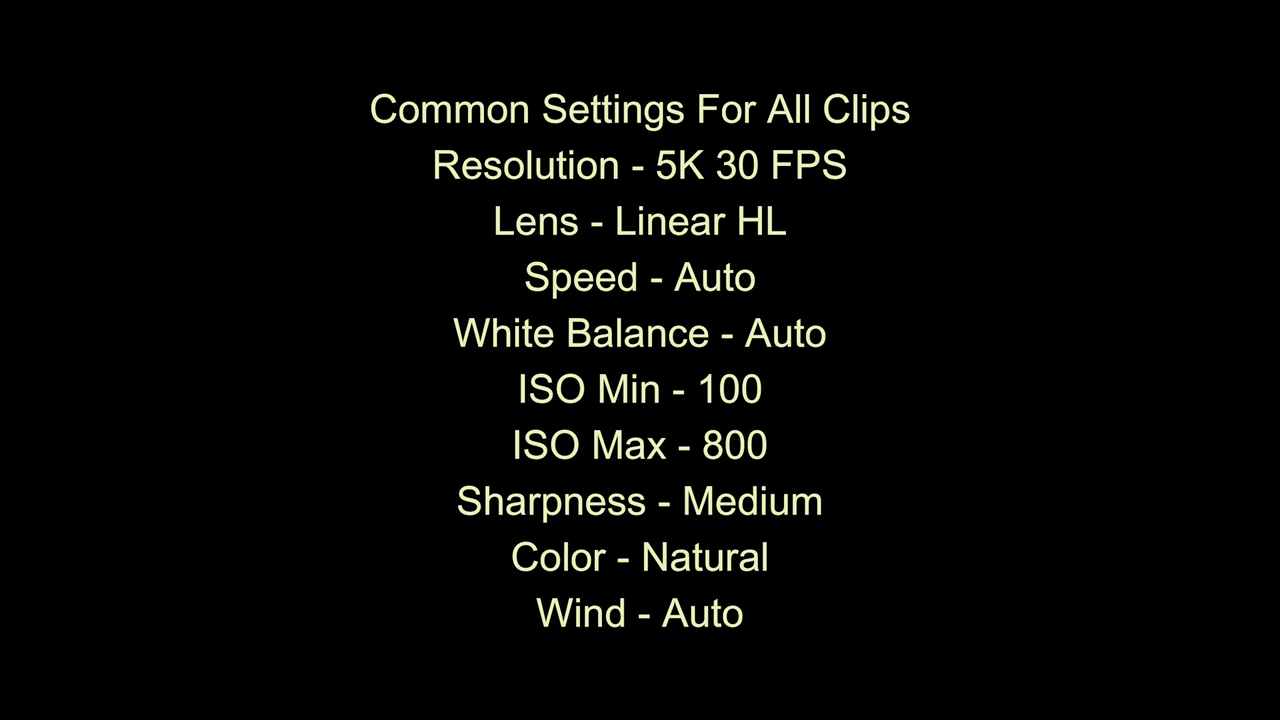 Common Settings For All Clips
Resolution - 5K 30 FPS
Lens - Linear HL
Speed - Auto
White Balance - Auto
ISO Min - 100
ISO Max - 800
Sharpness - Medium
Color - Natural
Wind - Auto